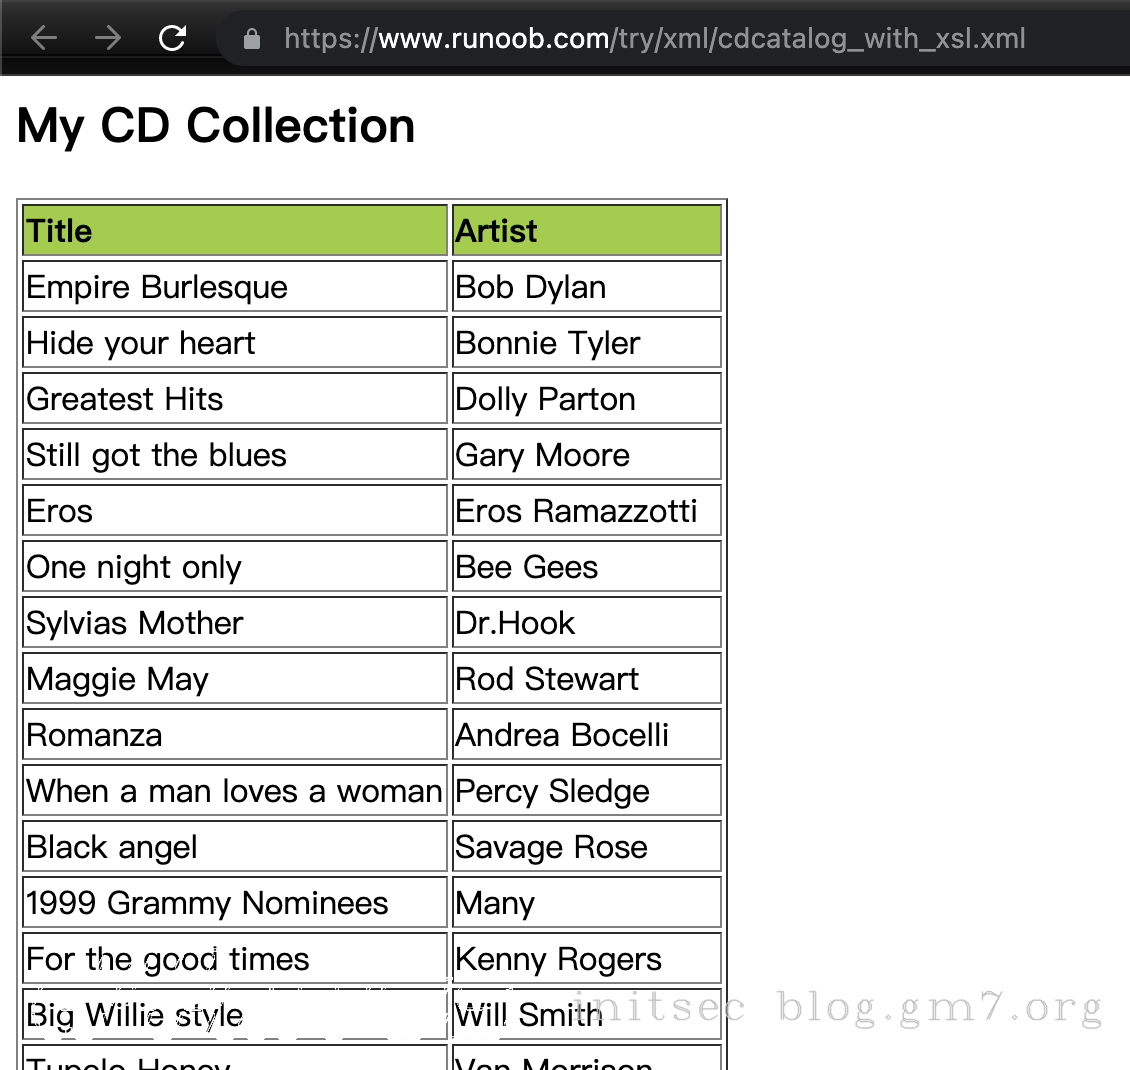 https://www.runoob.com/try/xml/cdcatalog_with_xsl.xml
My CD Collection
Title Artist
Empire Burlesque Bob Dylan
Hide your heart Bonnie Tyler
Greatest Hits Dolly Parton
Still got the blues Gary Moore
Eros Eros Ramazzotti
One night only Bee Gees
Sylvias Mother Dr.Hook
Maggie May Rod Stewart
Romanza Andrea Bocelli
When a man loves a woman Percy Sledge
Black angel Savage Rose
1999 Grammy Nominees Many
For the good times Kenny Rogers
Big Willie style Will Smith
initsec blog.gm7.org
Tupelo Honey Van Morrison